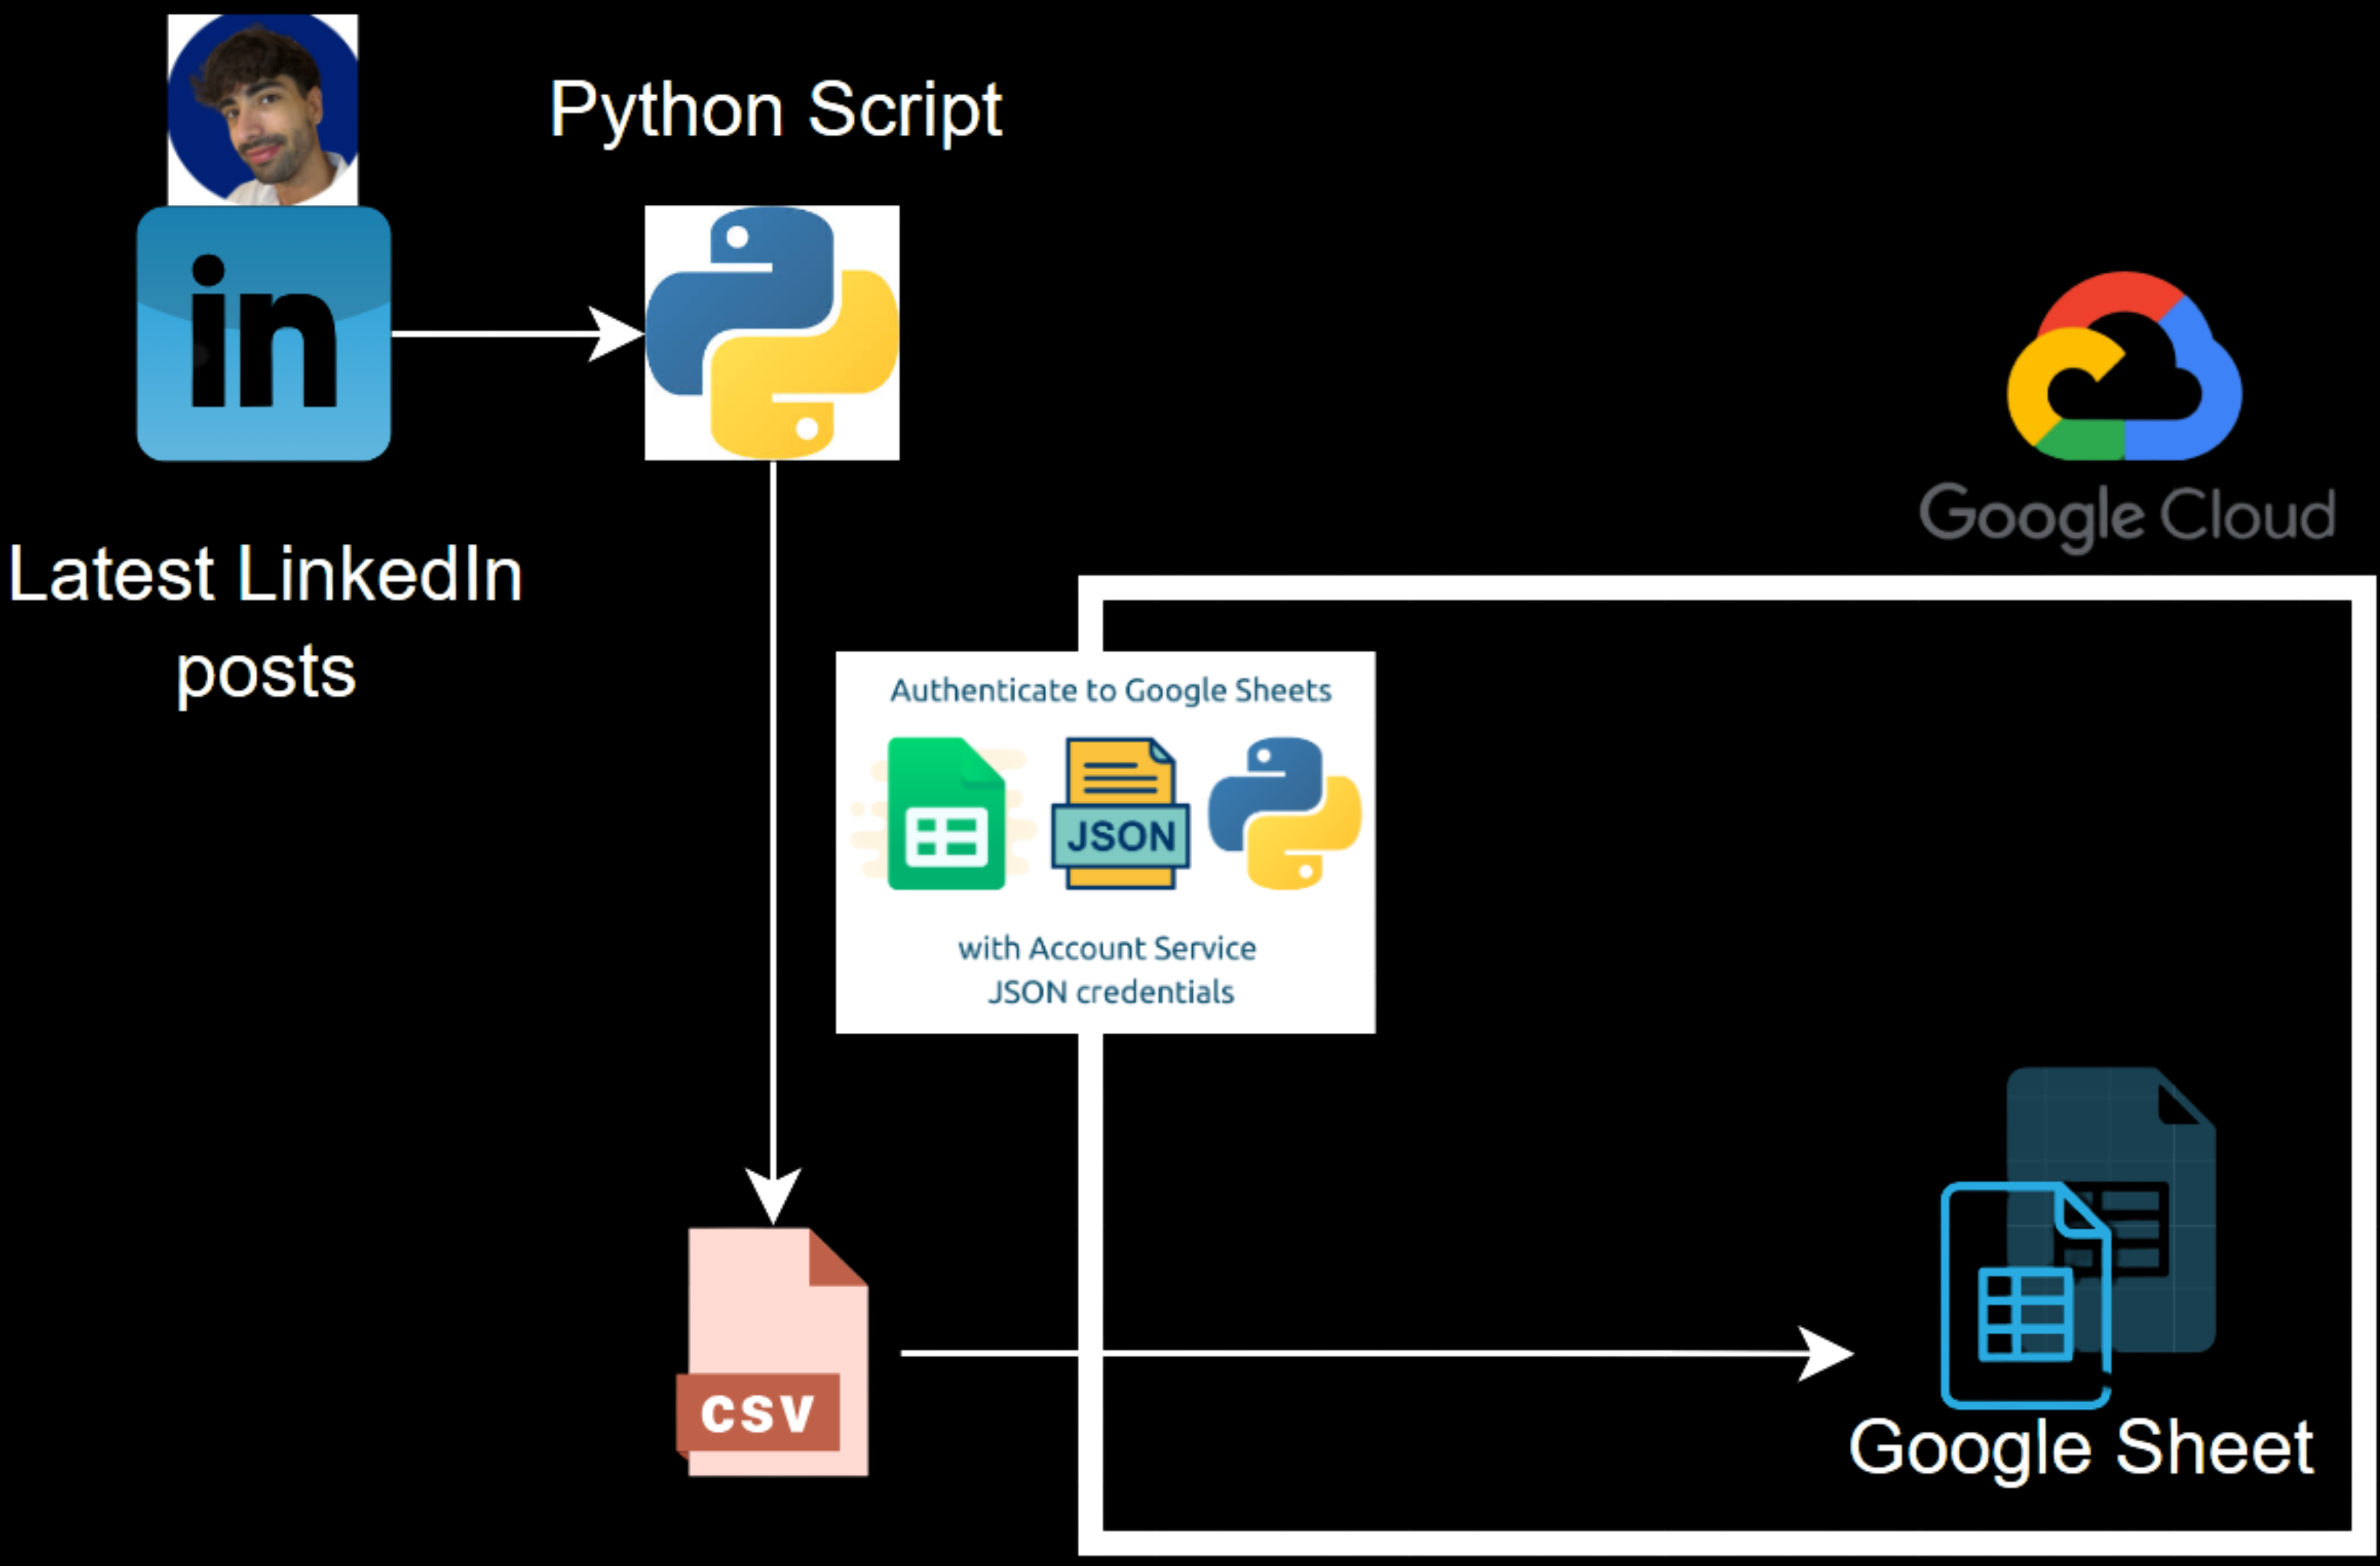 Python Script
in
Latest LinkedIn
posts
Google Cloud
Authenticate to Google Sheets
JSON
with Account Service
JSON credentials
csv
Google Sheet